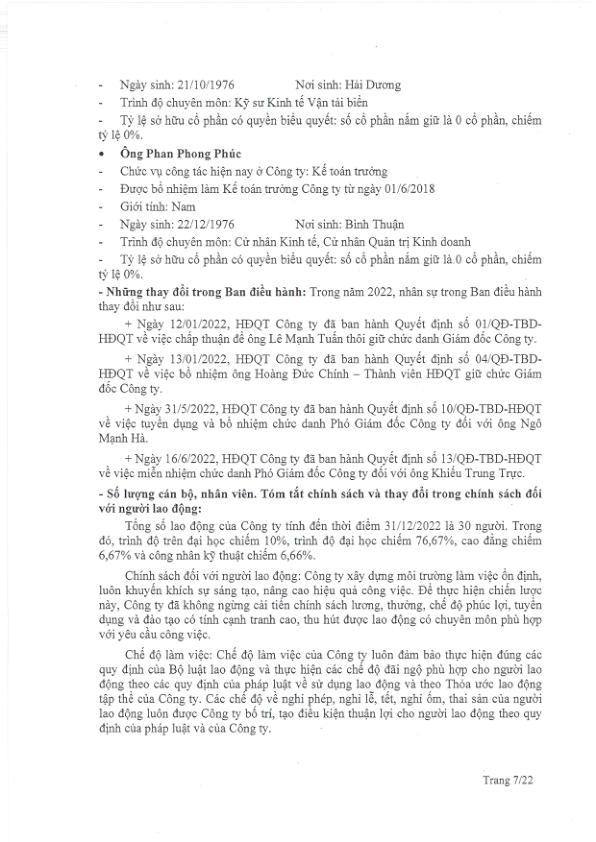 - Ngày sinh: 21/10/1976 Nơi sinh: Hải Dương
- Trình độ chuyên môn: Kỹ sư Kinh tế Vận tải biển
- Tỷ lệ sở hữu cổ phần có quyền biểu quyết: số cổ phần nắm giữ là 0 cổ phần, chiếm
tỷ lệ 0%.
• Ông Phan Phong Phúc
- Chức vụ công tác hiện nay ở Công ty: Kế toán trưởng
- Được bổ nhiệm làm Kế toán trưởng Công ty từ ngày 01/6/2018
- Giới tính: Nam
- Ngày sinh: 22/12/1976 Nơi sinh: Bình Thuận
- Trình độ chuyên môn: Cử nhân Kinh tế, Cử nhân Quản trị Kinh doanh
- Tỷ lệ sở hữu cổ phần có quyền biểu quyết: số cổ phần nắm giữ là 0 cổ phần, chiếm
tỷ lệ 0%.
- Những thay đổi trong Ban điều hành: Trong năm 2022, nhân sự trong Ban điều hành
thay đổi như sau:
+ Ngày 12/01/2022, HĐQT Công ty đã ban hành Quyết định số 01/QĐ-TBD-
HĐQT về việc chấp thuận để ông Lê Mạnh Tuấn thôi giữ chức danh Giám đốc Công ty.
+ Ngày 13/01/2022, HĐQT Công ty đã ban hành Quyết định số 04/QĐ-TBD-
HĐQT về việc bổ nhiệm ông Hoàng Đức Chính – Thành viên HĐQT giữ chức Giám
đốc Công ty.
+ Ngày 31/5/2022, HĐQT Công ty đã ban hành Quyết định số 10/QĐ-TBD-HĐQT
về việc tuyển dụng và bổ nhiệm chức danh Phó Giám đốc Công ty đối với ông Ngô
Mạnh Hà.
+ Ngày 16/6/2022, HĐQT Công ty đã ban hành Quyết định số 13/QĐ-TBD-HĐQT
về việc miễn nhiệm chức danh Phó Giám đốc Công ty đối với ông Khiếu Trung Trực.
- Số lượng cán bộ, nhân viên. Tóm tắt chính sách và thay đổi trong chính sách đối
với người lao động:
Tổng số lao động của Công ty tính đến thời điểm 31/12/2022 là 30 người. Trong
đó, trình độ trên đại học chiếm 10%, trình độ đại học chiếm 76,67%, cao đẳng chiếm
6,67% và công nhân kỹ thuật chiếm 6,66%.
Chính sách đối với người lao động: Công ty xây dựng môi trường làm việc ổn định,
luôn khuyến khích sự sáng tạo, nâng cao hiệu quả công việc. Để thực hiện chiến lược
này, Công ty đã không ngừng cải tiến chính sách lương, thưởng, chế độ phúc lợi, tuyển
dụng và đào tạo có tính cạnh tranh cao, thu hút được lao động có chuyên môn phù hợp
với yêu cầu công việc.
Chế độ làm việc: Chế độ làm việc của Công ty luôn đảm bảo thực hiện đúng các
quy định của Bộ luật lao động và thực hiện các chế độ đãi ngộ phù hợp cho người lao
động theo các quy định của pháp luật về sử dụng lao động và theo Thỏa ước lao động
tập thể của Công ty. Các chế độ về nghỉ phép, nghỉ lễ, tết, nghỉ ốm, thai sản của người
lao động luôn được Công ty bố trí, tạo điều kiện thuận lợi cho người lao động theo quy
định của pháp luật và của Công ty.
Trang 7/22